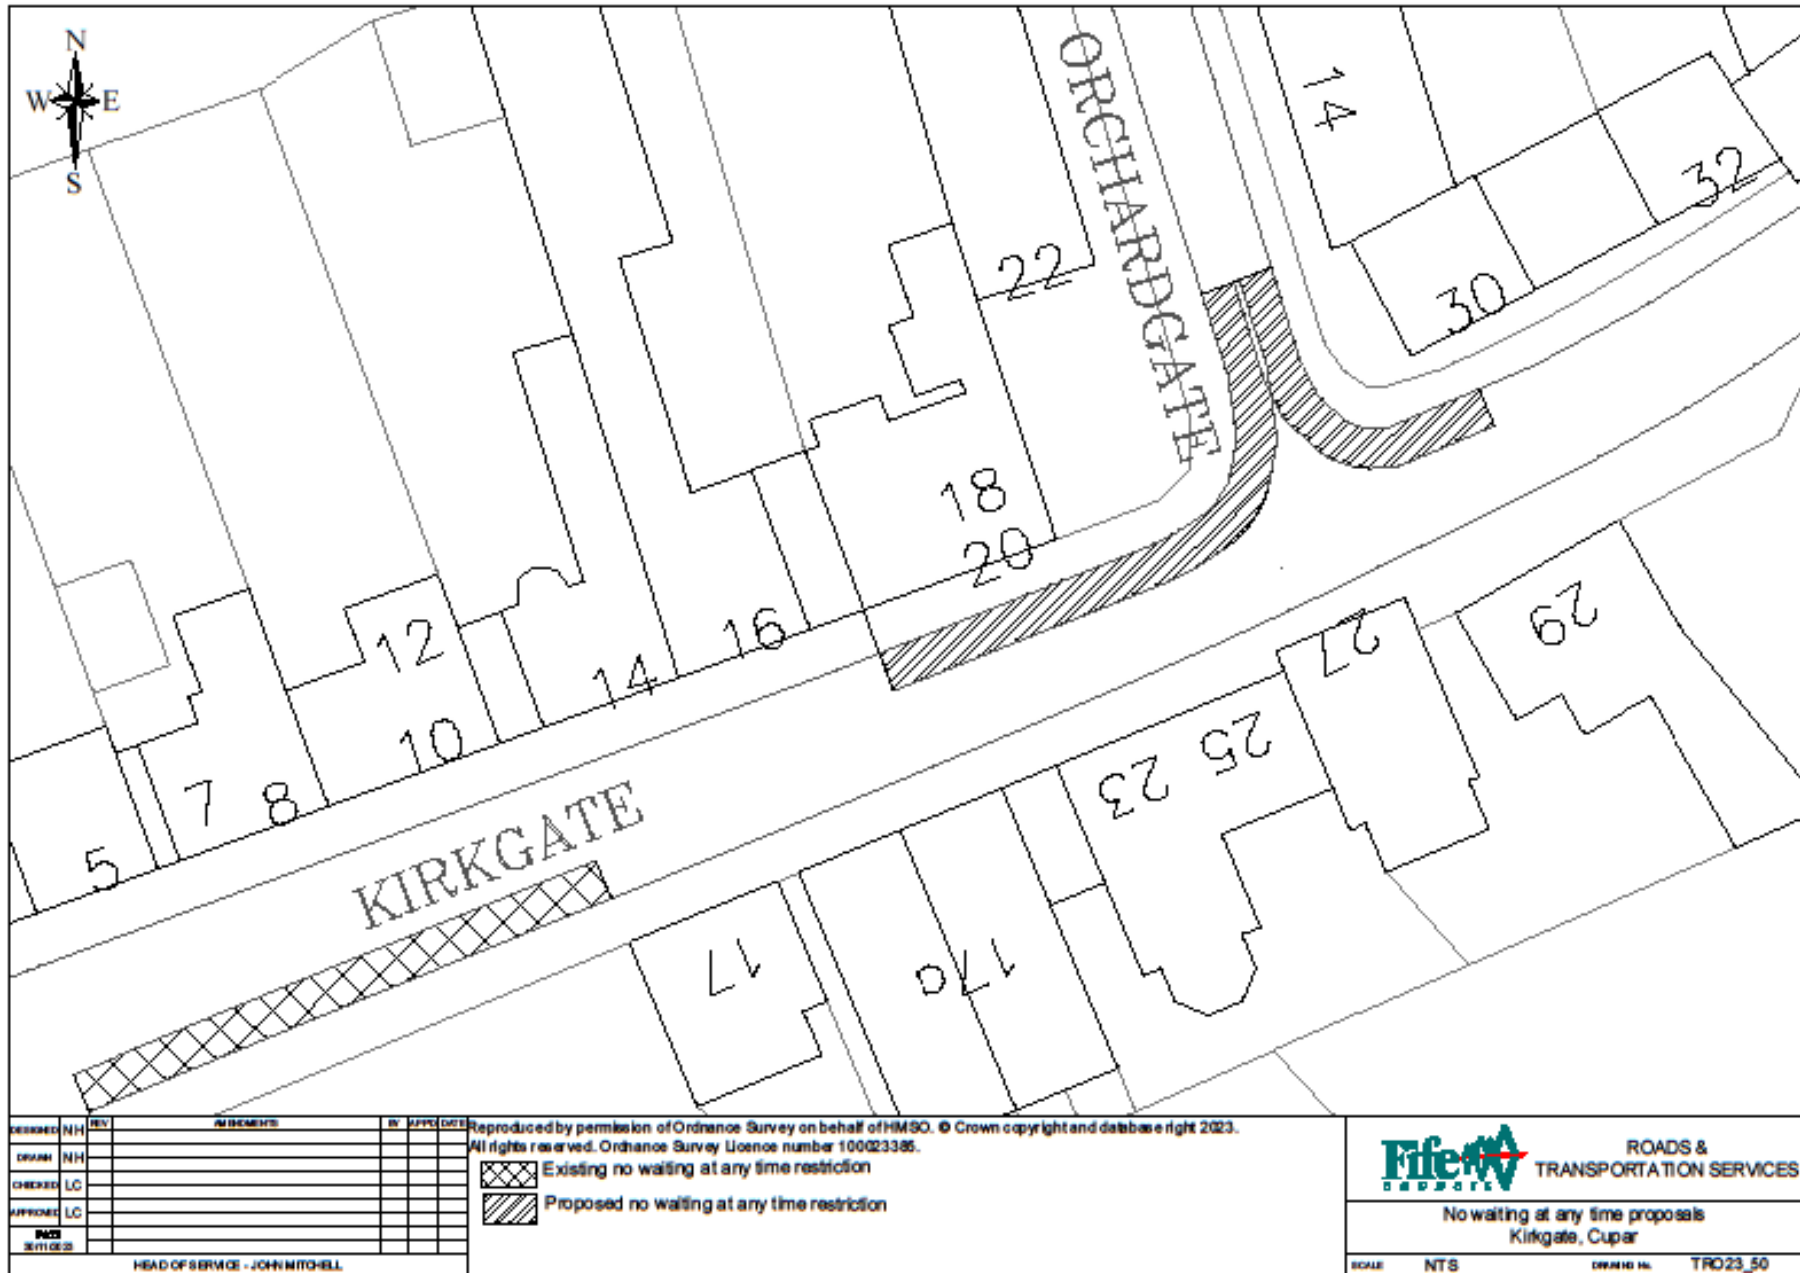 N
W E
S
ORCHARDGATE
14
32
30
22
18
20
16
14
12
10
7 8
5
KIRKGATE
29
27
25
23
17a
17
DESIGNED NH
DRAWN NH
CHECKED LC
APPROVED LC
DATE
REV AMENDMENTS BY APP'D DATE
HEAD OF SERVICE - JOHN MITCHELL
Reproduced by permission of Ordnance Survey on behalf of HMSO. © Crown copyright and database right 2023.
All rights reserved. Ordnance Survey Licence number 100023385.
Existing no waiting at any time restriction
Proposed no waiting at any time restriction
Fife
COUNCIL
ROADS &
TRANSPORTATION SERVICES
No waiting at any time proposals
Kirkgate, Cupar
SCALE NTS DRAWING No. TRO23_50